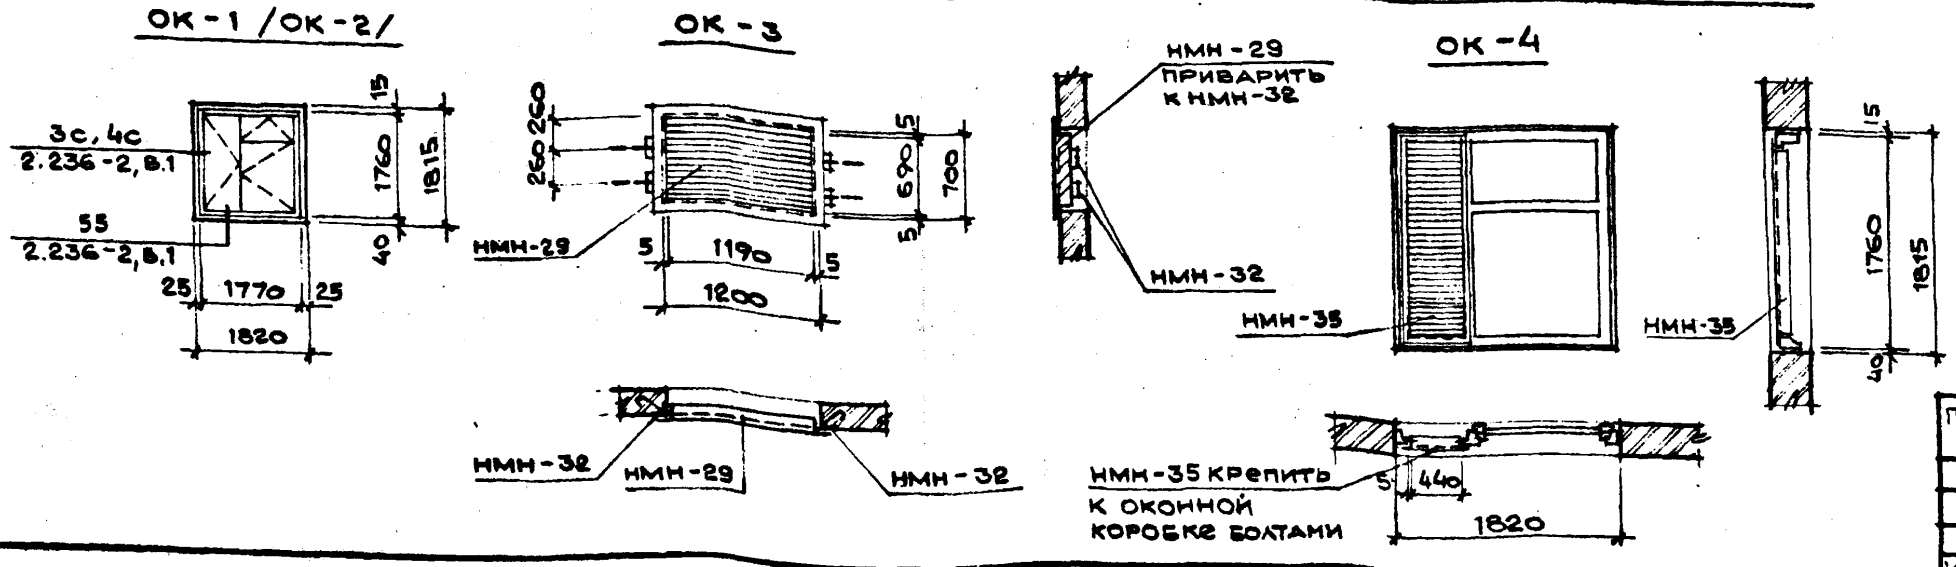 ОК-1 /ОК-2/
3с, 4с
2.236-2, В.1
55
2.236-2, В.1
15
1760
1815
40
25 1770 25
1820
ОК-3
260 260
НМН-29
5
690
700
5
5 1190 5
1200
НМН-32
НМН-29
НМН-32
НМН-29
ПРИВАРИТЬ
К НМН-32
НМН-32
ОК-4
НМН-35
НМН-35
15
1760
1815
40
НМН-35 КРЕПИТЬ
К ОКОННОЙ
КОРОБКЕ БОЛТАМИ
5 440
1820